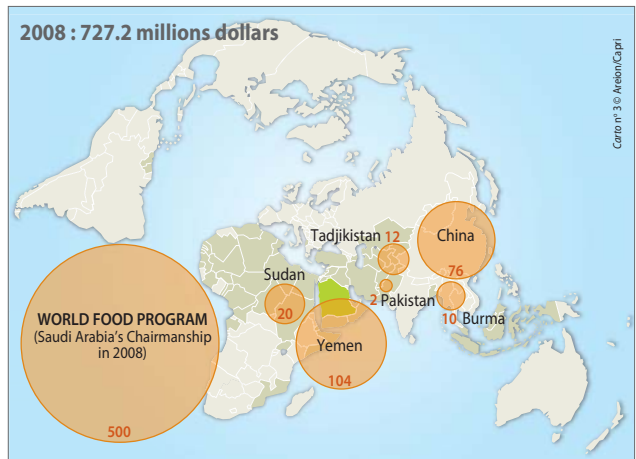 2008 : 727.2 millions dollars
Carto n° 3 © Areion/Capri
Tadjikistan 12
China
76
Sudan
20
2 Pakistan
10 Burma
WORLD FOOD PROGRAM
(Saudi Arabia's Chairmanship
in 2008)
500
Yemen
104